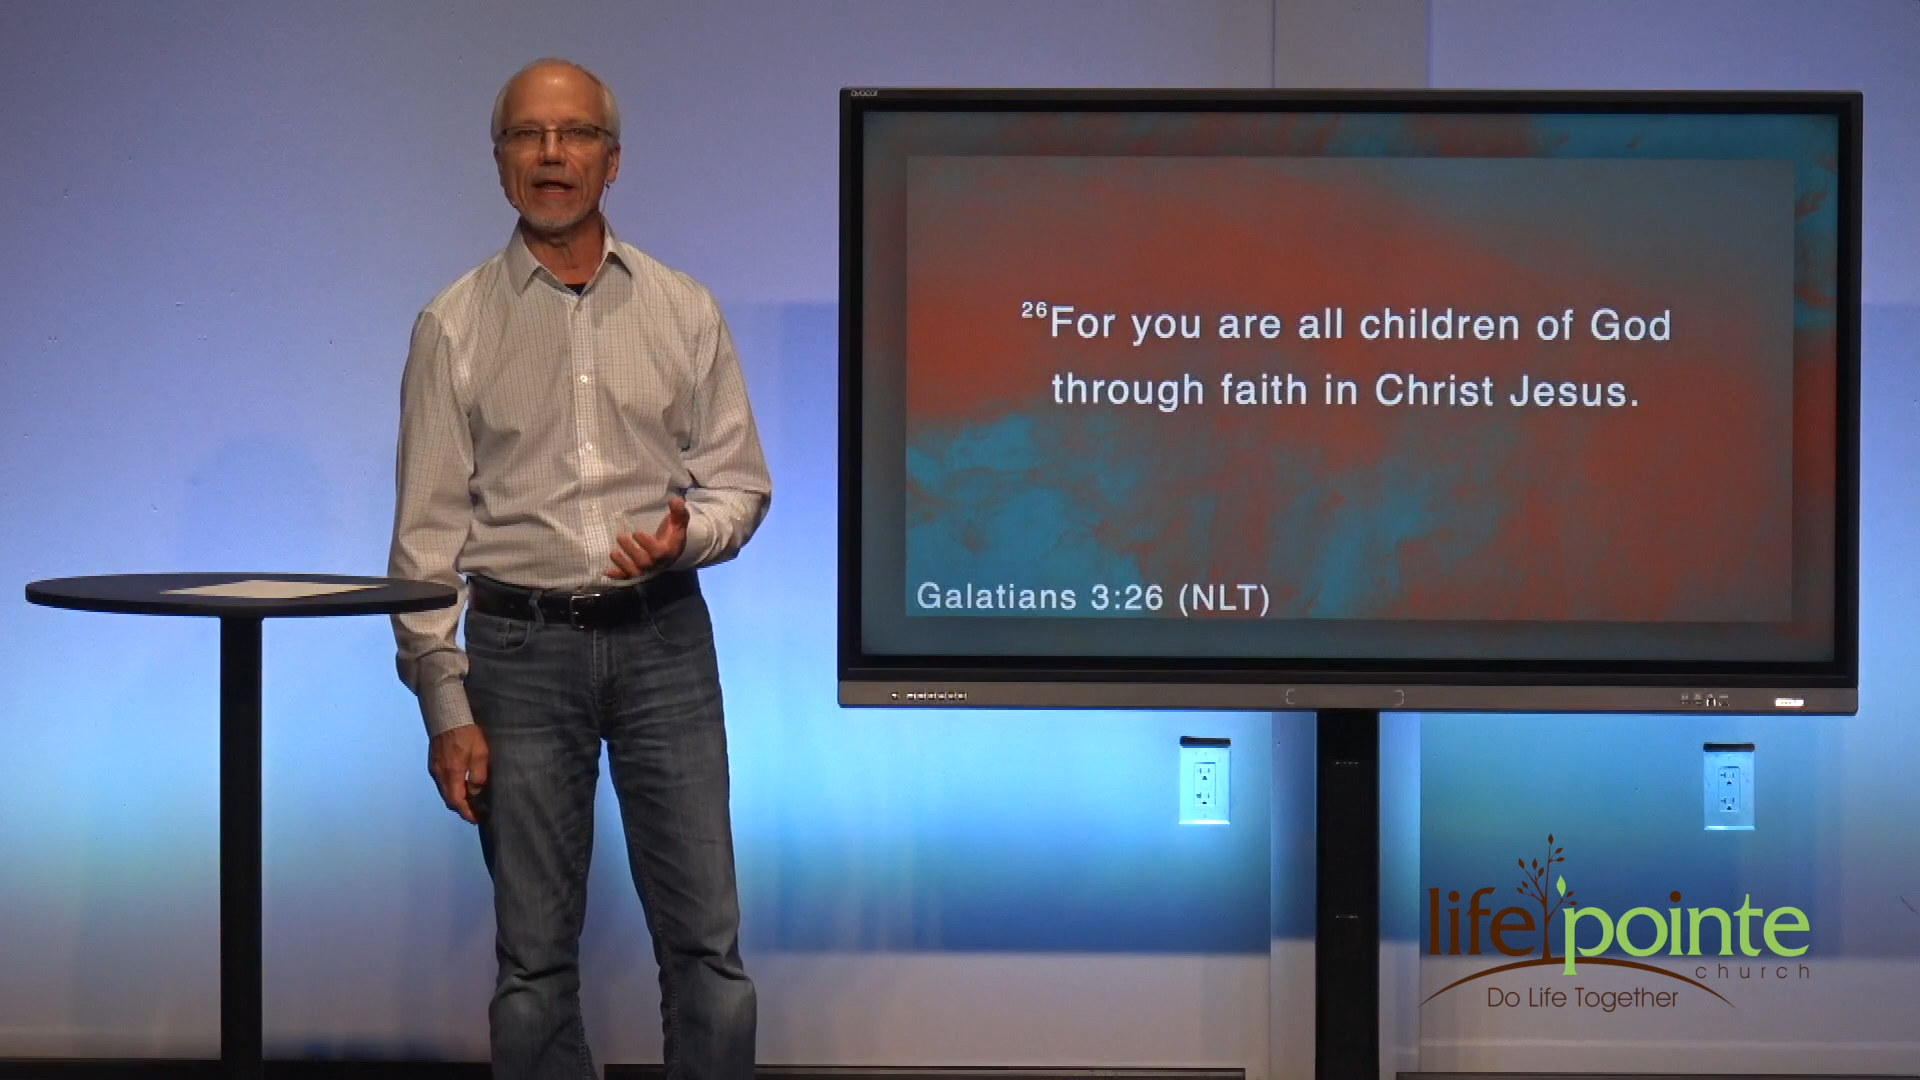 26For you are all children of God
through faith in Christ Jesus.
Galatians 3:26 (NLT)
life pointe
church
Do Life Together